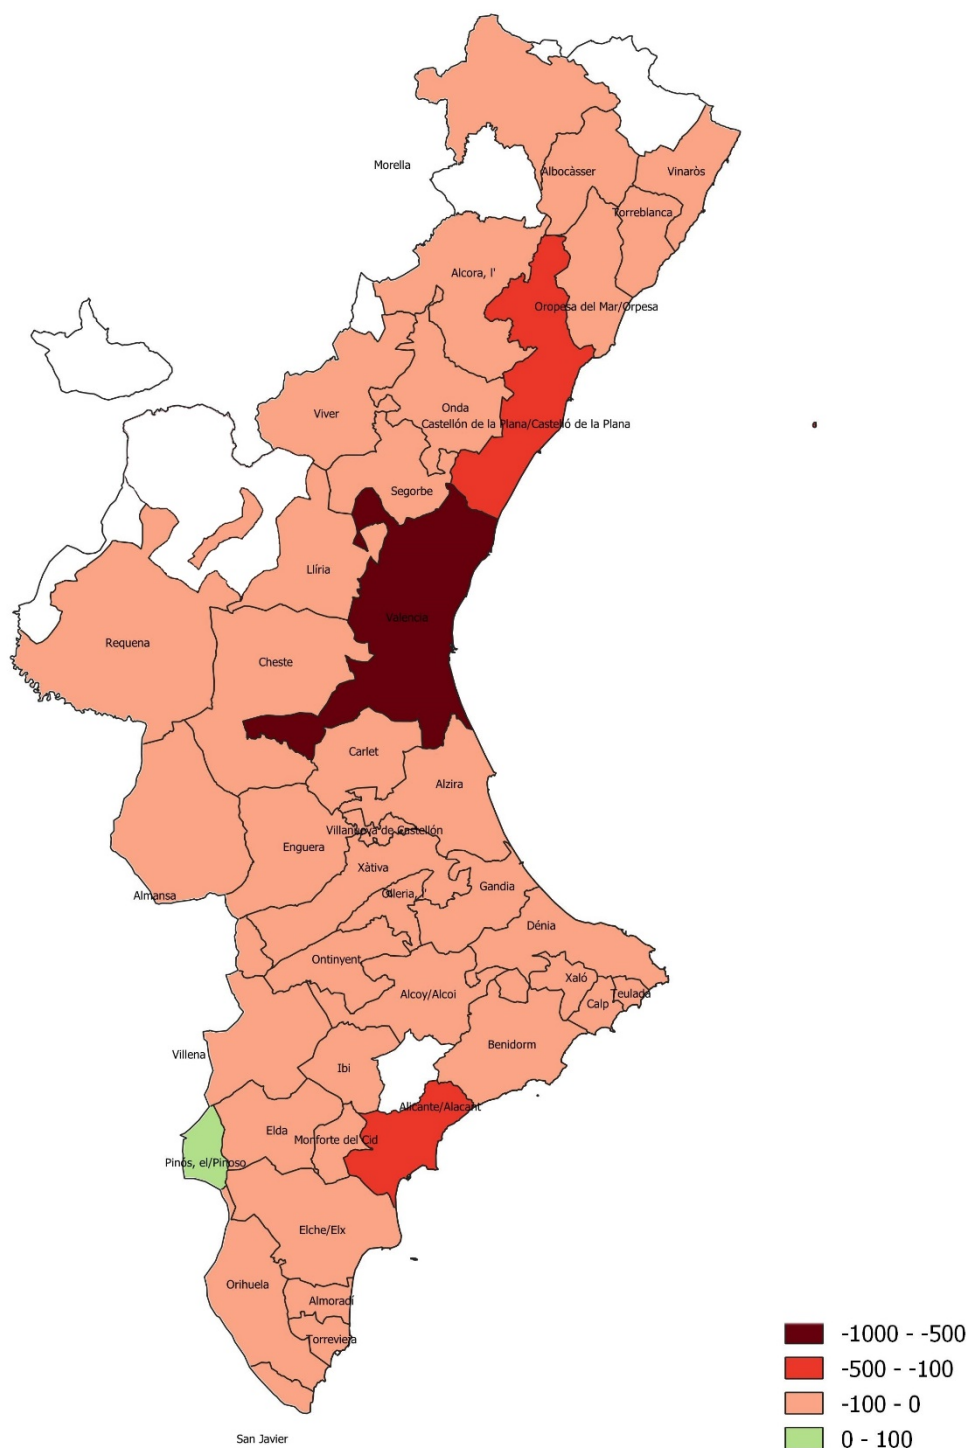 Morella
Albocàsser
Vinaròs
Torreblanca
Alcora, l'
Oropesa del Mar/Orpesa
Viver
Onda
Castellón de la Plana/Castelló de la Plana
Segorbe
Llíria
Valencia
Requena
Cheste
Carlet
Alzira
Villanueva de Castellón
Enguera
Xàtiva
Gandia
Almansa
Dénia
Ontinyent
Xaló
Alcoy/Alcoi
Teulada
Calp
Villena
Benidorm
Ibi
Alicante/Alacant
Elda
Monforte del Cid
Pinós, el/Pinoso
Elche/Elx
Orihuela
Almoradí
Torrevieja
San Javier
-1000 - -500
-500 - -100
-100 - 0
0 - 100